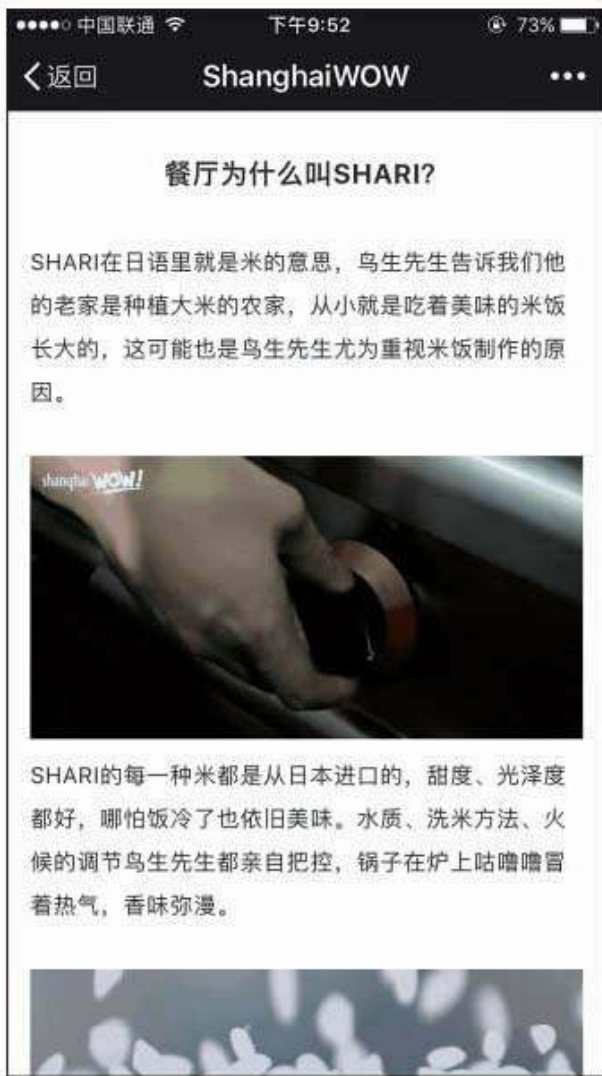 中国联通 下午9:52 73%
返回 ShanghaiWOW
餐厅为什么叫SHARI?
SHARI在日语里就是米的意思，鸟生先生告诉我们他
的老家是种植大米的农家，从小就是吃着美味的米饭
长大的，这可能也是鸟生先生尤为重视米饭制作的原
因。
shanghai WOW!
SHARI的每一种米都是从日本进口的，甜度、光泽度
都好，哪怕饭冷了也依旧美味。水质、洗米方法、火
候的调节鸟生先生都亲自把控，锅子在炉上咕噜噜冒
着热气，香味弥漫。